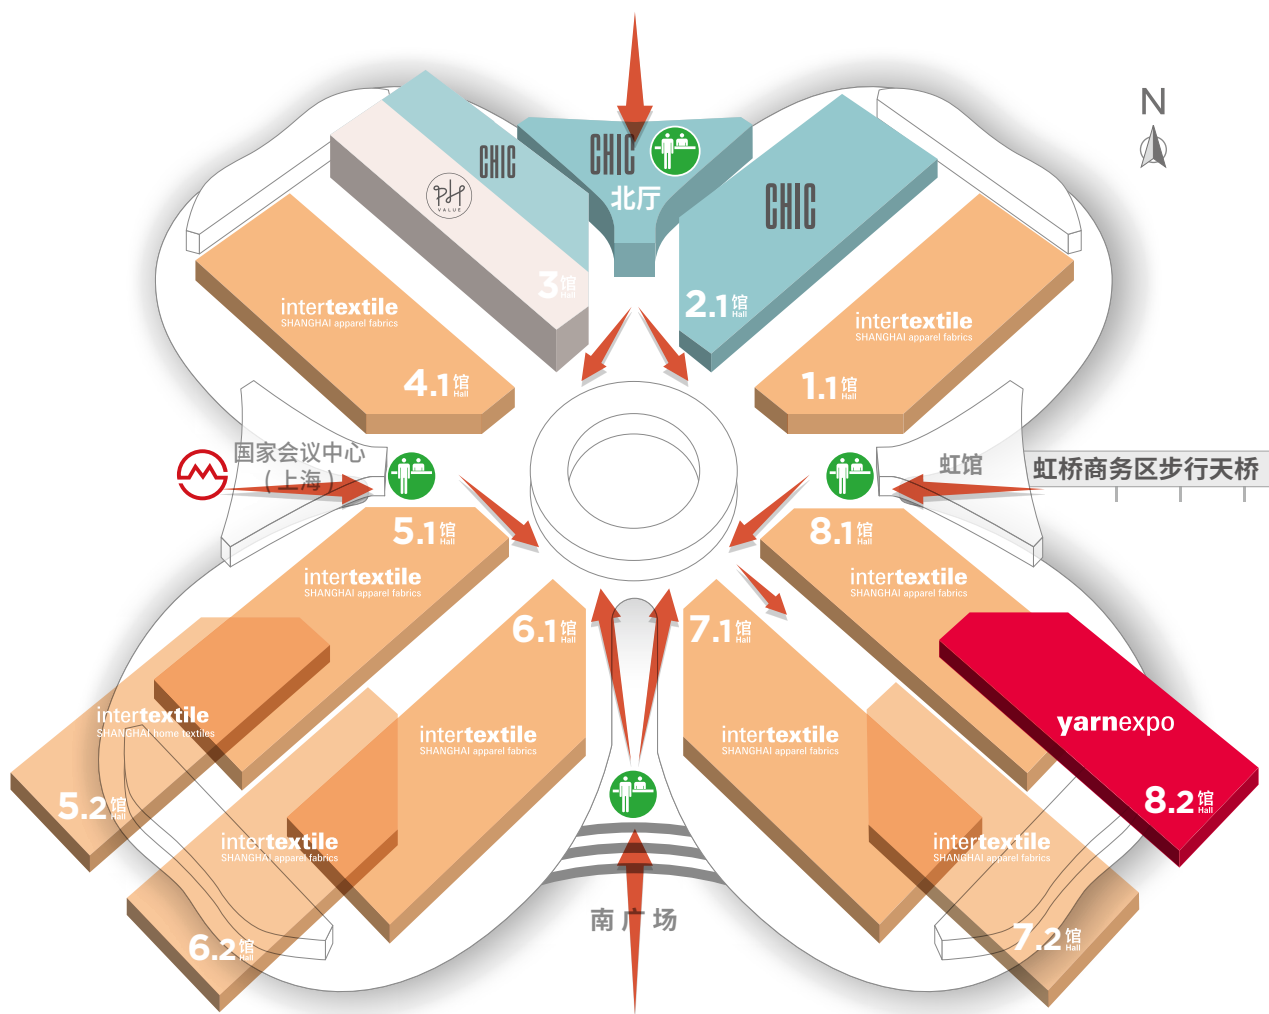 N
CHIC
北厅
CHIC
PH
VALUE
3馆
Hall
CHIC
2.1馆
Hall
intertextile
SHANGHAI apparel fabrics
4.1馆
Hall
intertextile
SHANGHAI apparel fabrics
1.1馆
Hall
国家会议中心
(上海)
虹馆
虹桥商务区步行天桥
5.1馆
Hall
intertextile
SHANGHAI apparel fabrics
8.1馆
Hall
intertextile
SHANGHAI apparel fabrics
6.1馆
Hall
7.1馆
Hall
intertextile
SHANGHAI home textiles
5.2馆
Hall
intertextile
SHANGHAI apparel fabrics
intertextile
SHANGHAI apparel fabrics
yarnexpo
8.2馆
Hall
intertextile
SHANGHAI apparel fabrics
6.2馆
Hall
intertextile
SHANGHAI apparel fabrics
7.2馆
Hall
南广场